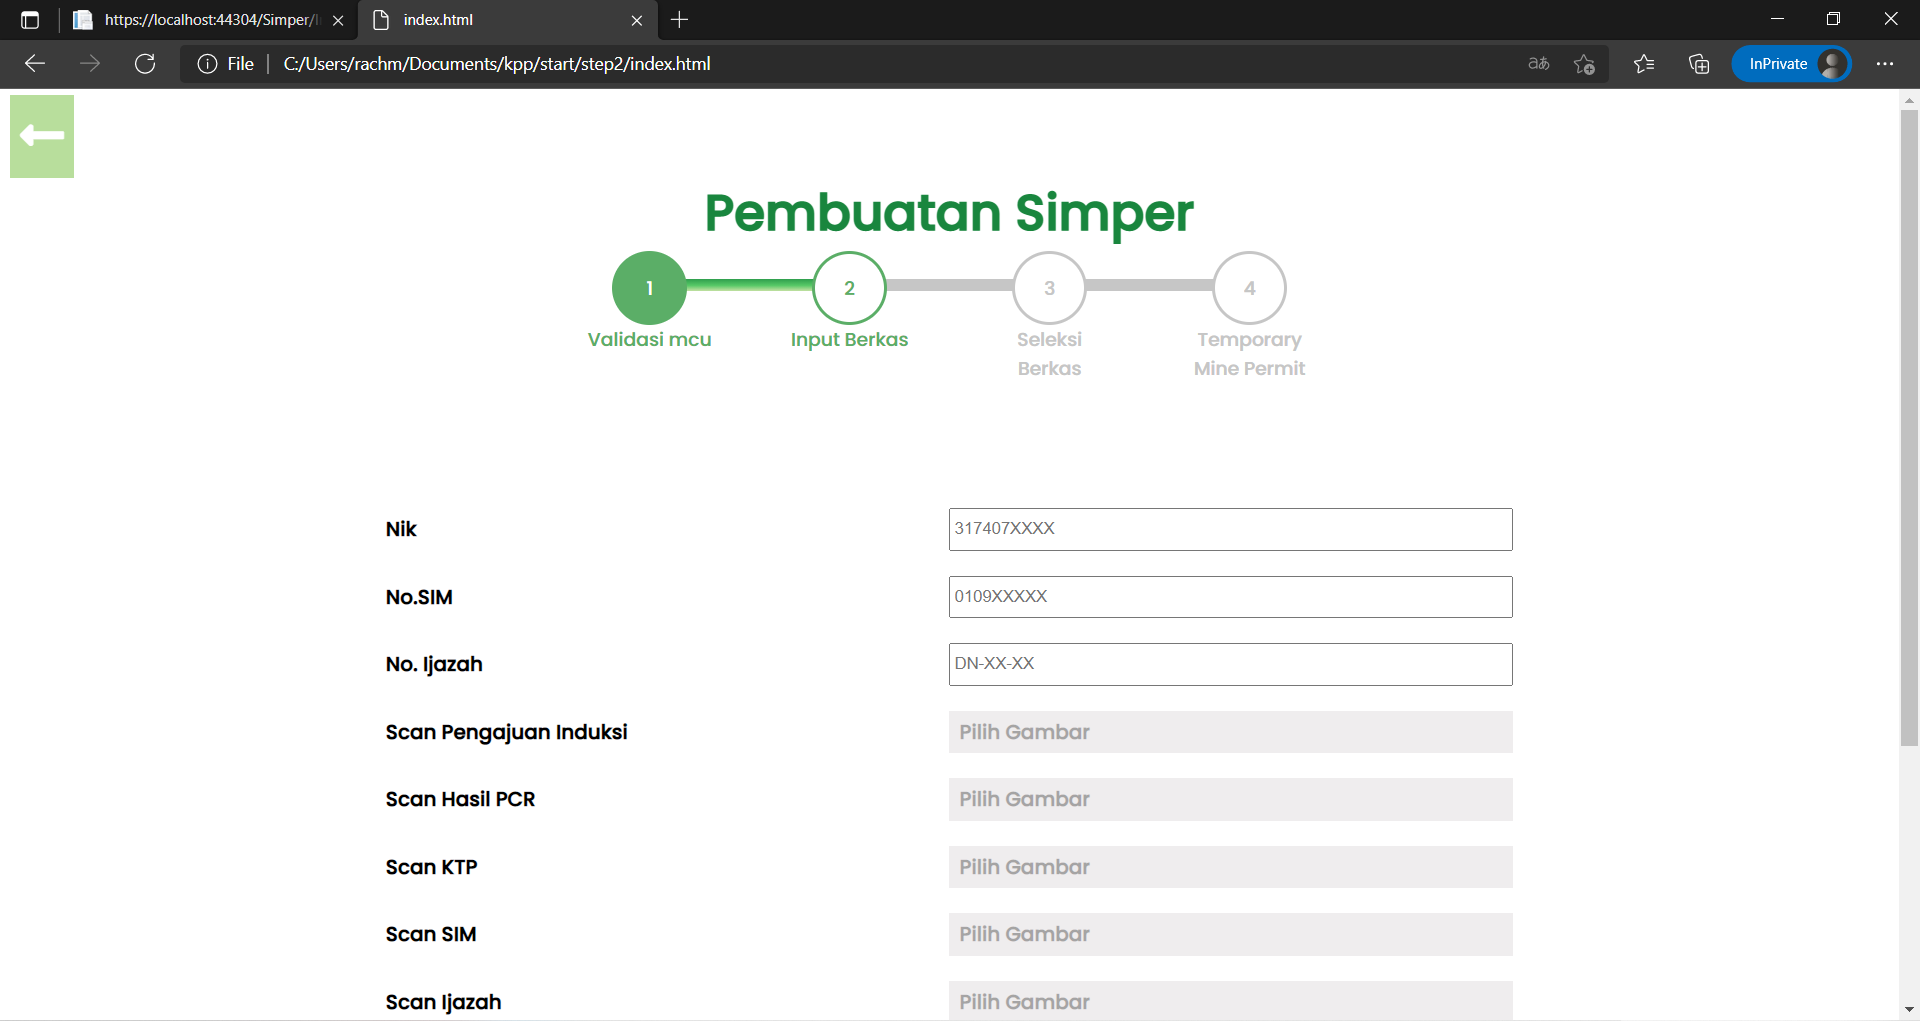 https://localhost:44304/Simper/I
index.html
File
C:/Users/rachm/Documents/kpp/start/step2/index.html
InPrivate
Pembuatan Simper
1
2
3
4
Validasi mcu
Input Berkas
Seleksi
Berkas
Temporary
Mine Permit
Nik
317407XXXX
No.SIM
0109XXXXX
No. Ijazah
DN-XX-XX
Scan Pengajuan Induksi
Pilih Gambar
Scan Hasil PCR
Pilih Gambar
Scan KTP
Pilih Gambar
Scan SIM
Pilih Gambar
Scan Ijazah
Pilih Gambar